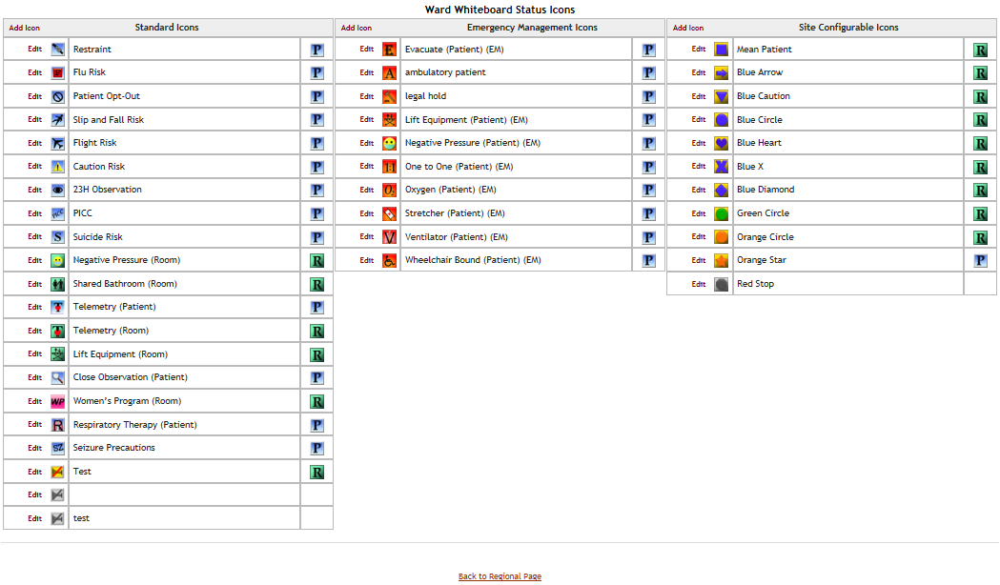 Ward Whiteboard Status Icons
Add Icon Standard Icons
Edit Restraint P
Edit Flu Risk P
Edit Patient Opt-Out P
Edit Slip and Fall Risk P
Edit Flight Risk P
Edit Caution Risk P
Edit 23H Observation P
Edit PICC PICC P
Edit S Suicide Risk P
Edit Negative Pressure (Room) R
Edit Shared Bathroom (Room) R
Edit T Telemetry (Patient) P
Edit T Telemetry (Room) R
Edit Lift Equipment (Room) R
Edit Close Observation (Patient) P
Edit WP Women's Program (Room) R
Edit R Respiratory Therapy (Patient) P
Edit SZ Seizure Precautions P
Edit Test R
Edit
Edit test
Add Icon Emergency Management Icons
Edit E Evacuate (Patient) (EM) P
Edit A ambulatory patient P
Edit legal hold P
Edit Lift Equipment (Patient) (EM) P
Edit Negative Pressure (Patient) (EM) P
Edit 1:1 One to One (Patient) (EM) P
Edit O2 Oxygen (Patient) (EM) P
Edit Stretcher (Patient) (EM) P
Edit V Ventilator (Patient) (EM) P
Edit Wheelchair Bound (Patient) (EM) P
Add Icon Site Configurable Icons
Edit Mean Patient R
Edit Blue Arrow R
Edit Blue Caution R
Edit Blue Circle R
Edit Blue Heart R
Edit Blue X R
Edit Blue Diamond R
Edit Green Circle R
Edit Orange Circle R
Edit Orange Star P
Edit Red Stop
Back to Regional Page